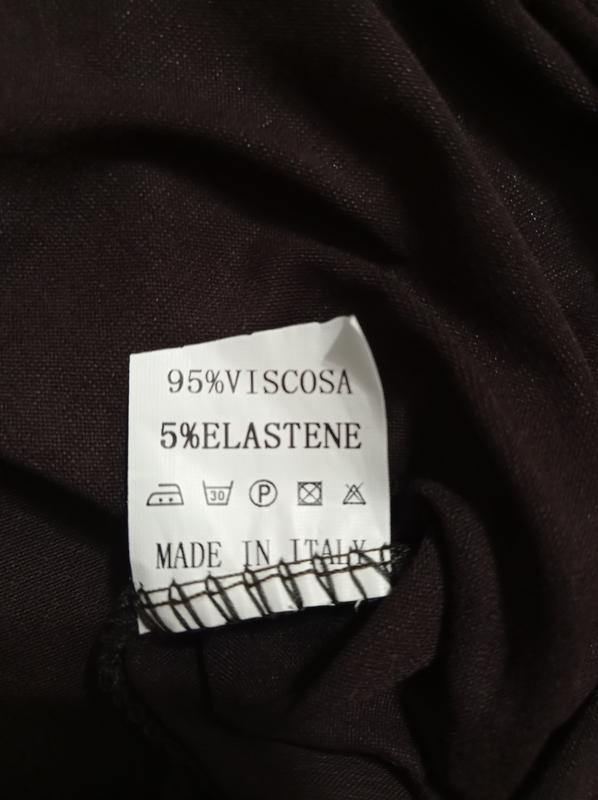 95%VISCOSA
5%ELASTENE
30 P
MADE IN ITALY